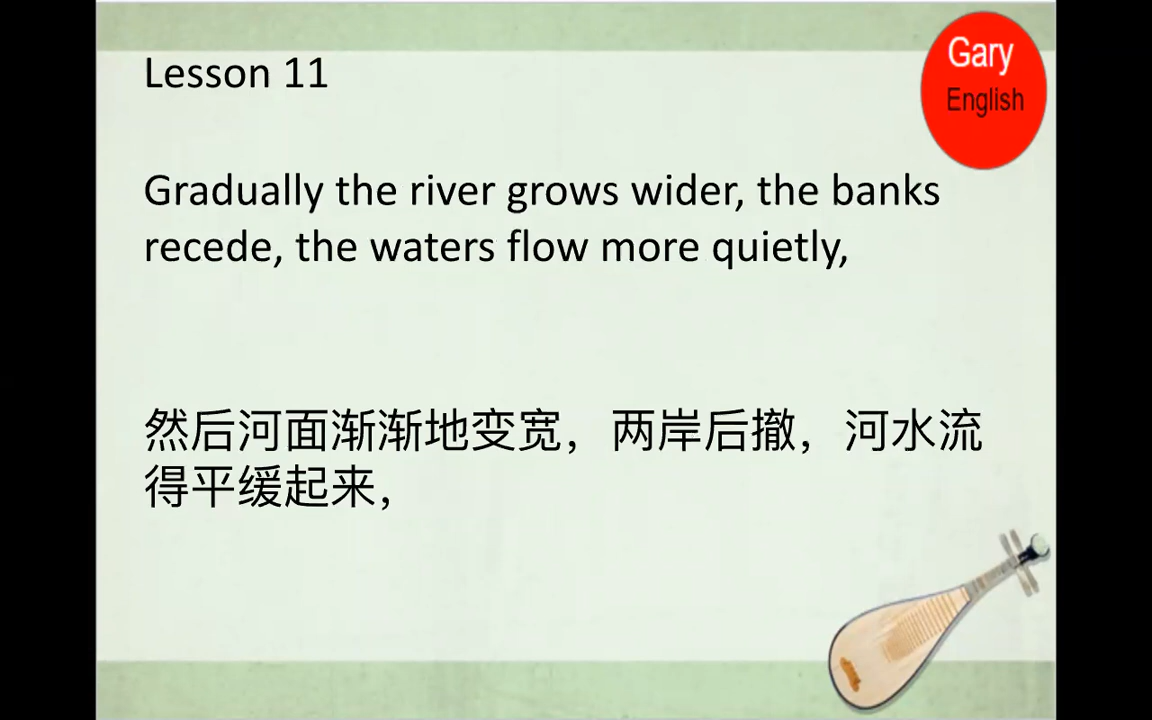 Lesson 11
Gary
English
Gradually the river grows wider, the banks
recede, the waters flow more quietly,
然后河面渐渐地变宽，两岸后撤，河水流
得平缓起来，